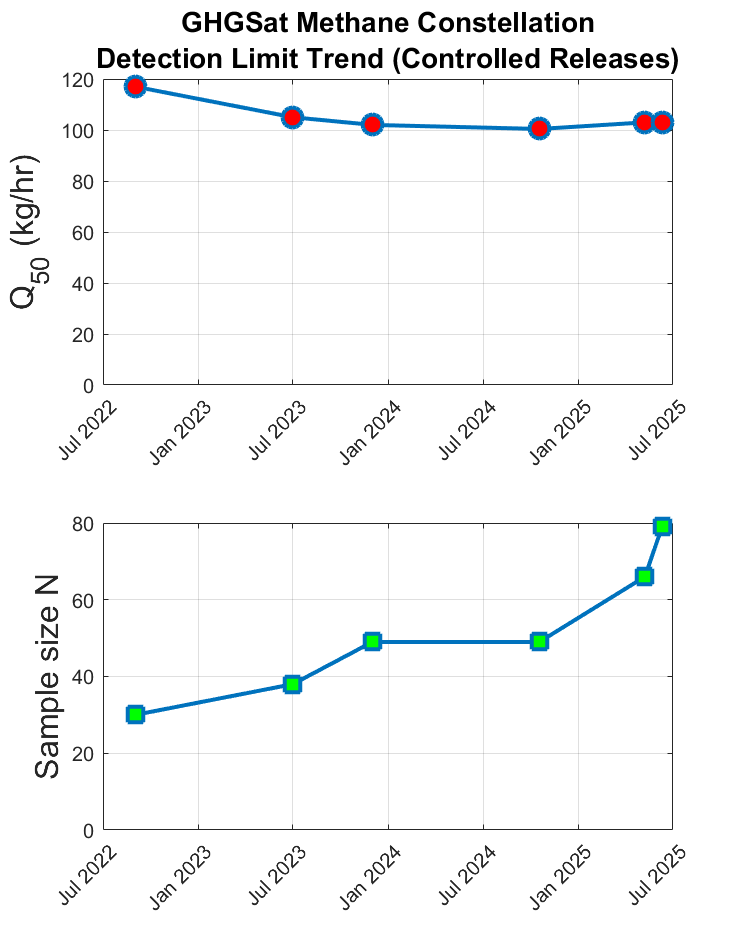 GHGSat Methane Constellation
Detection Limit Trend (Controlled Releases)
120
100
80
60
40
20
0
Q50 (kg/hr)
Jul 2022
Jan 2023
Jul 2023
Jan 2024
Jul 2024
Jan 2025
Jul 2025
80
60
40
20
0
Sample size N
Jul 2022
Jan 2023
Jul 2023
Jan 2024
Jul 2024
Jan 2025
Jul 2025